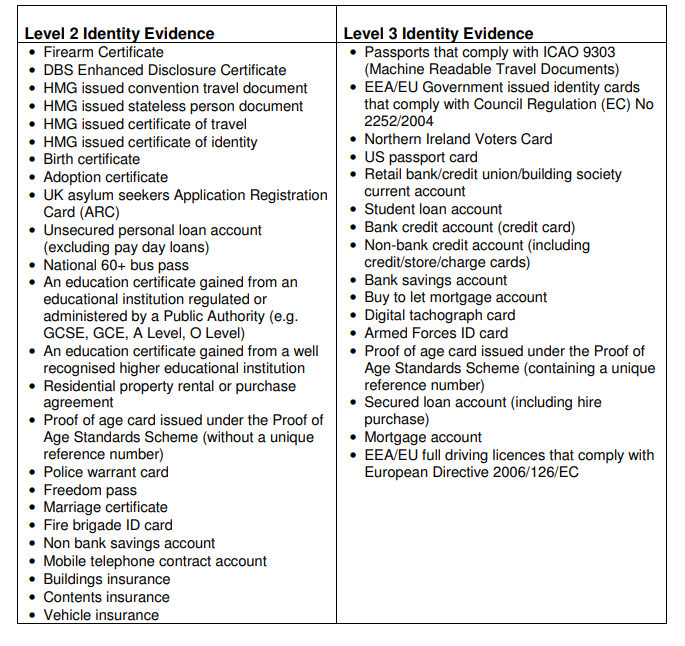 Level 2 Identity Evidence
• Firearm Certificate
• DBS Enhanced Disclosure Certificate
• HMG issued convention travel document
• HMG issued stateless person document
• HMG issued certificate of travel
• HMG issued certificate of identity
• Birth certificate
• Adoption certificate
• UK asylum seekers Application Registration
Card (ARC)
• Unsecured personal loan account
(excluding pay day loans)
• National 60+ bus pass
• An education certificate gained from an
educational institution regulated or
administered by a Public Authority (e.g.
GCSE, GCE, A Level, O Level)
• An education certificate gained from a well
recognised higher educational institution
• Residential property rental or purchase
agreement
• Proof of age card issued under the Proof of
Age Standards Scheme (without a unique
reference number)
• Police warrant card
• Freedom pass
• Marriage certificate
• Fire brigade ID card
• Non bank savings account
• Mobile telephone contract account
• Buildings insurance
• Contents insurance
• Vehicle insurance
Level 3 Identity Evidence
• Passports that comply with ICAO 9303
(Machine Readable Travel Documents)
• EEA/EU Government issued identity cards
that comply with Council Regulation (EC) No
2252/2004
• Northern Ireland Voters Card
• US passport card
• Retail bank/credit union/building society
current account
• Student loan account
• Bank credit account (credit card)
• Non-bank credit account (including
credit/store/charge cards)
• Bank savings account
• Buy to let mortgage account
• Digital tachograph card
• Armed Forces ID card
• Proof of age card issued under the Proof of
Age Standards Scheme (containing a unique
reference number)
• Secured loan account (including hire
purchase)
• Mortgage account
• EEA/EU full driving licences that comply with
European Directive 2006/126/EC